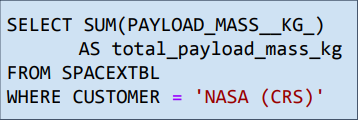 SELECT SUM(PAYLOAD_MASS__KG_)
AS total_payload_mass_kg
FROM SPACEXTBL
WHERE CUSTOMER = 'NASA (CRS)'